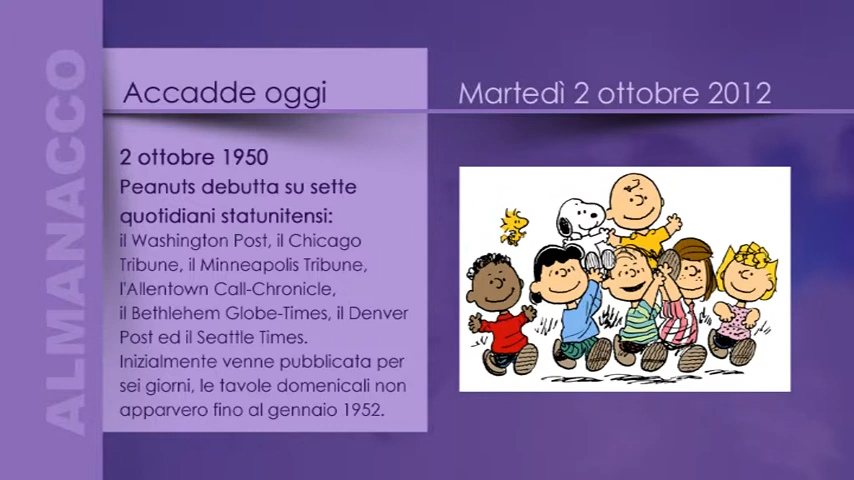 ALMANACCO
Accadde oggi
Martedì 2 ottobre 2012
2 ottobre 1950
Peanuts debutta su sette
quotidiani statunitensi:
il Washington Post, il Chicago
Tribune, il Minneapolis Tribune,
l'Allentown Call-Chronicle,
il Bethlehem Globe-Times, il Denver
Post ed il Seattle Times.
Inizialmente venne pubblicata per
sei giorni, le tavole domenicali non
apparvero fino al gennaio 1952.